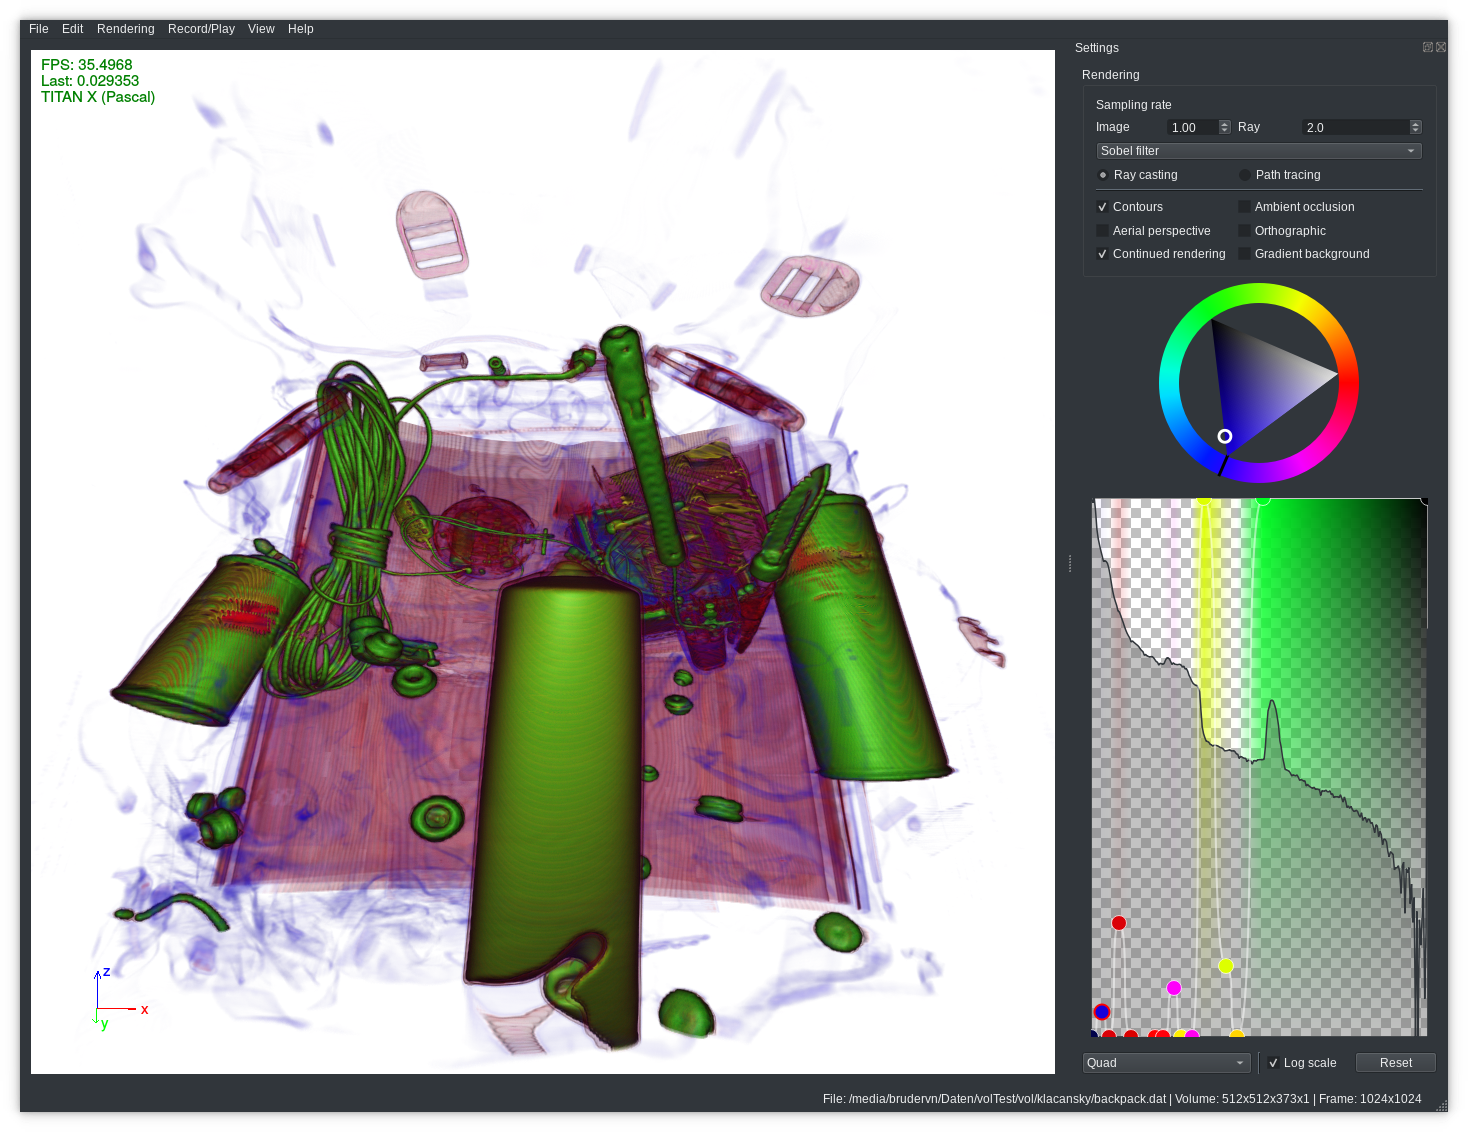 File Edit Rendering Record/Play View Help
Settings
FPS: 35.4968
Last: 0.029353
TITAN X (Pascal)
Rendering
Sampling rate
Image 1.00 Ray 2.0
Sobel filter
Ray casting Path tracing
Contours Ambient occlusion
Aerial perspective Orthographic
Continued rendering Gradient background
z
x
y
Quad Log scale Reset
File: /media/brudervn/Daten/volTest/vol/klacansky/backpack.dat | Volume: 512x512x373x1 | Frame: 1024x1024